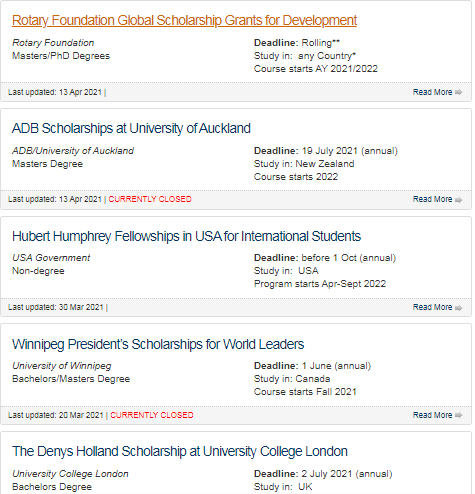 Rotary Foundation Global Scholarship Grants for Development
Rotary Foundation
Masters/PhD Degrees
Deadline: Rolling**
Study in:  any Country*
Course starts AY 2021/2022
Last updated: 13 Apr 2021 |
Read More
ADB Scholarships at University of Auckland
ADB/University of Auckland
Masters Degree
Deadline: 19 July 2021 (annual)
Study in: New Zealand
Course starts 2022
Last updated: 13 Apr 2021 | CURRENTLY CLOSED
Read More
Hubert Humphrey Fellowships in USA for International Students
USA Government
Non-degree
Deadline: before 1 Oct (annual)
Study in:  USA
Program starts Apr-Sept 2022
Last updated: 30 Mar 2021 |
Read More
Winnipeg President's Scholarships for World Leaders
University of Winnipeg
Bachelors/Masters Degree
Deadline: 1 June (annual)
Study in: Canada
Course starts Fall 2021
Last updated: 20 Mar 2021 | CURRENTLY CLOSED
Read More
The Denys Holland Scholarship at University College London
University College London
Bachelors Degree
Deadline: 2 July 2021 (annual)
Study in:  UK